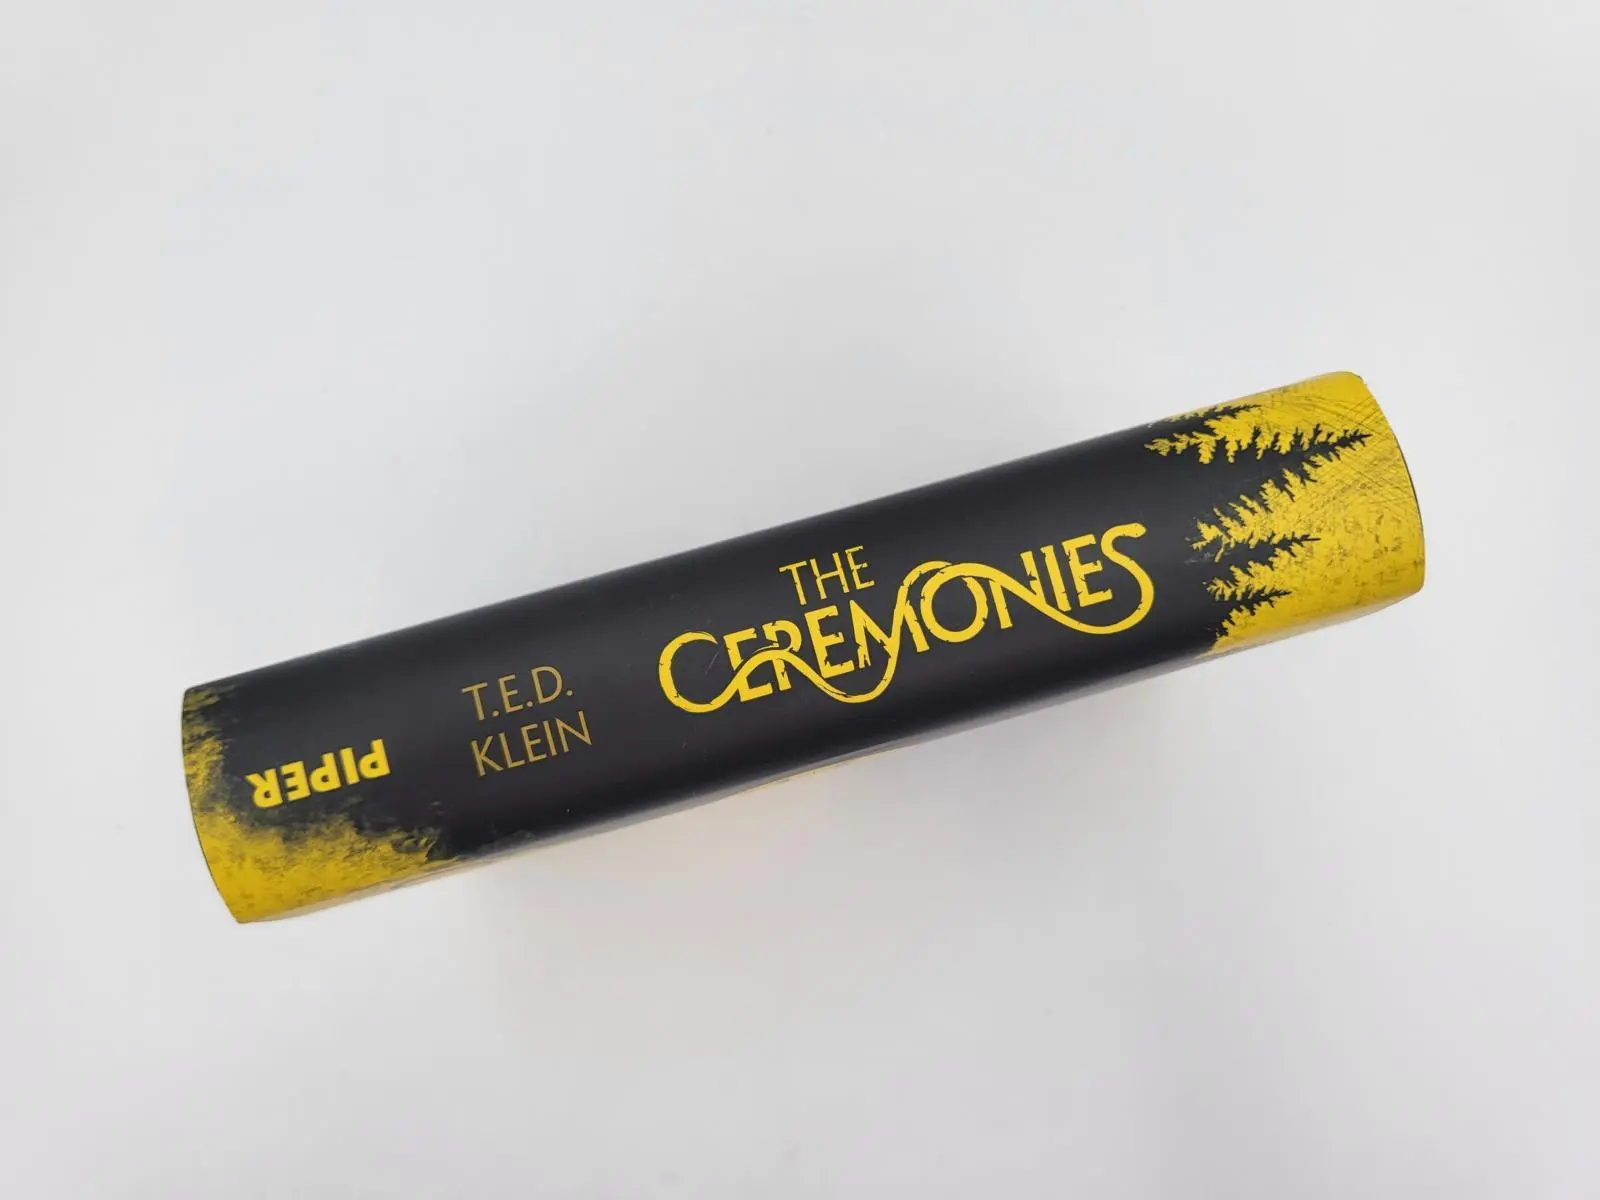 THE
CEREMONIES
T.E.D.
KLEIN
PIPER